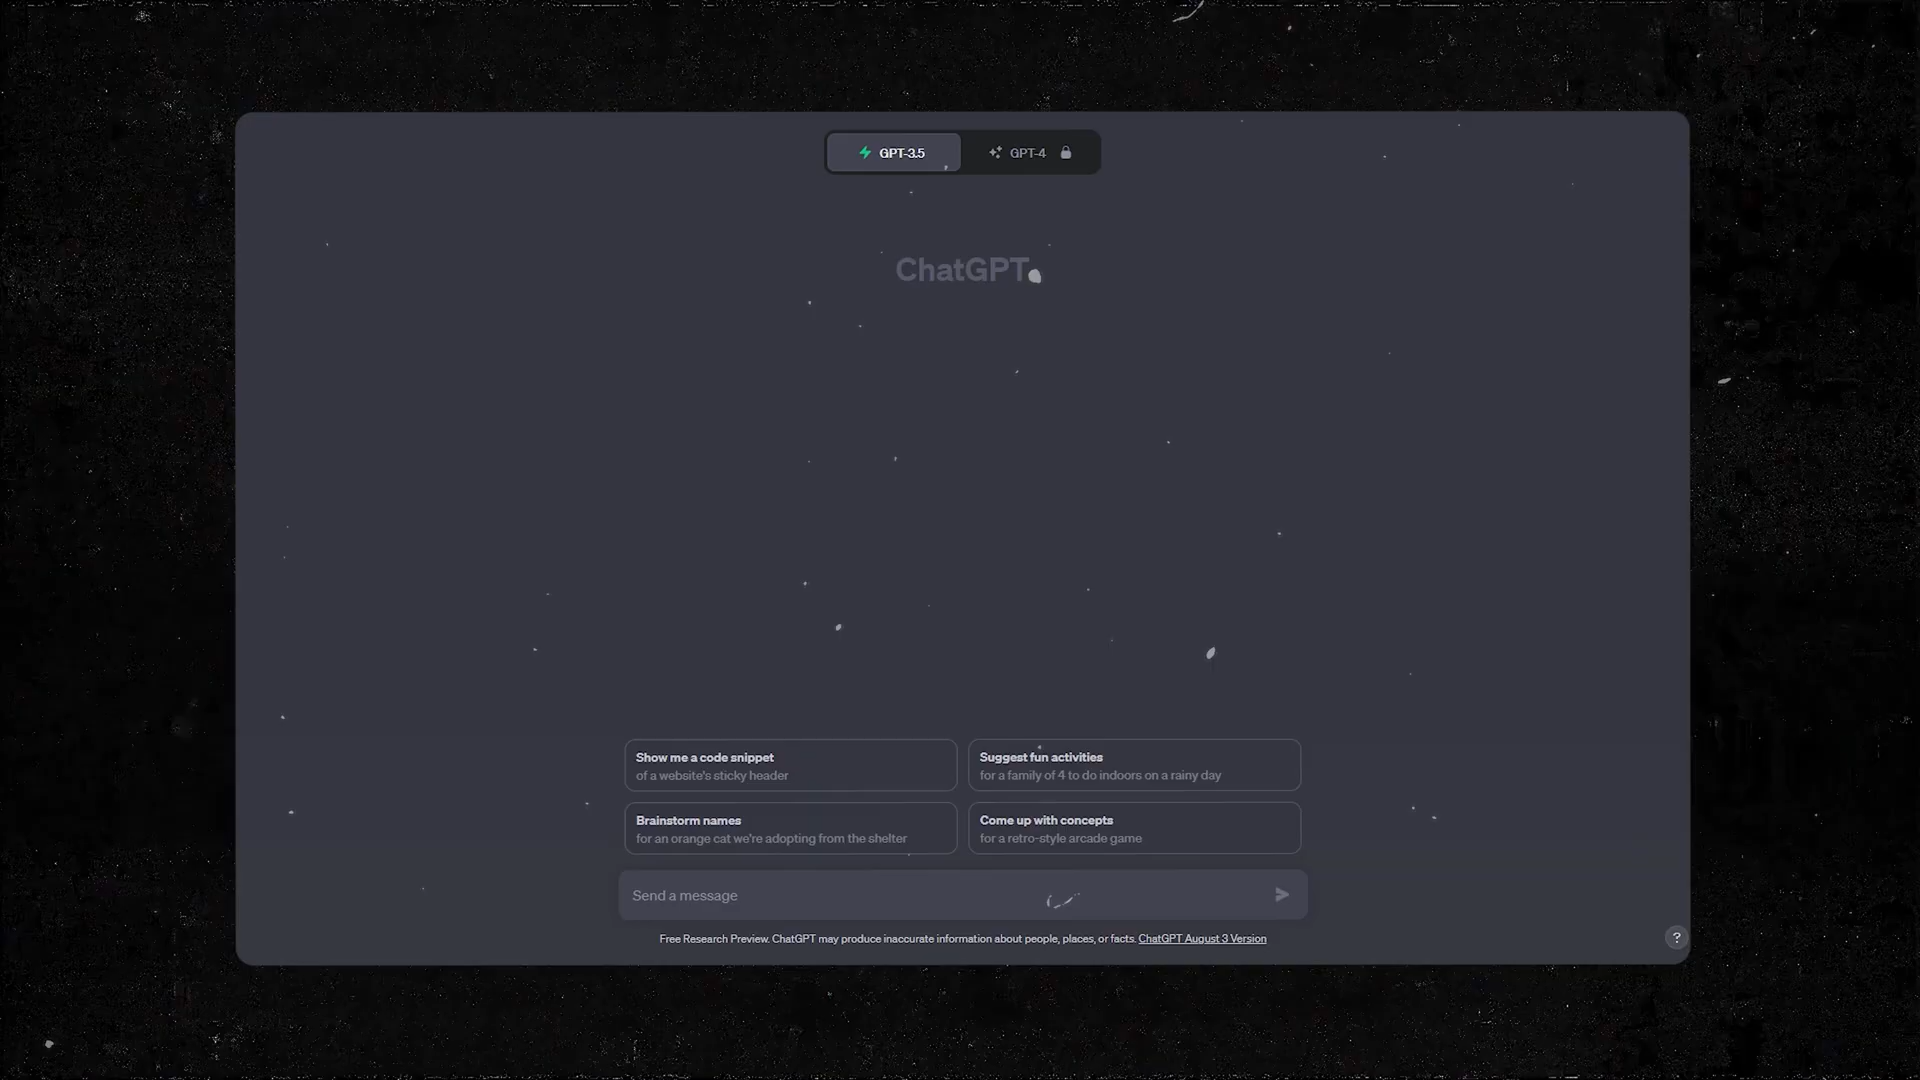 GPT-3.5
GPT-4
ChatGPT
Show me a code snippet
of a website's sticky header
Suggest fun activities
for a family of 4 to do indoors on a rainy day
Brainstorm names
for an orange cat we're adopting from the shelter
Come up with concepts
for a retro-style arcade game
Send a message
Free Research Preview. ChatGPT may produce inaccurate information about people, places, or facts. ChatGPT August 3 Version
?